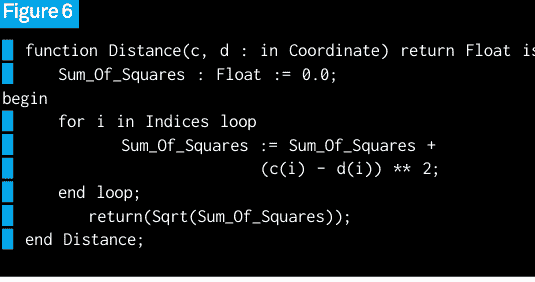 Figure 6
function Distance(c, d : in Coordinate) return Float is
Sum_Of_Squares : Float := 0.0;
begin
for i in Indices loop
Sum_Of_Squares := Sum_Of_Squares +
(c(i) - d(i)) ** 2;
end loop;
return(Sqrt(Sum_Of_Squares));
end Distance;